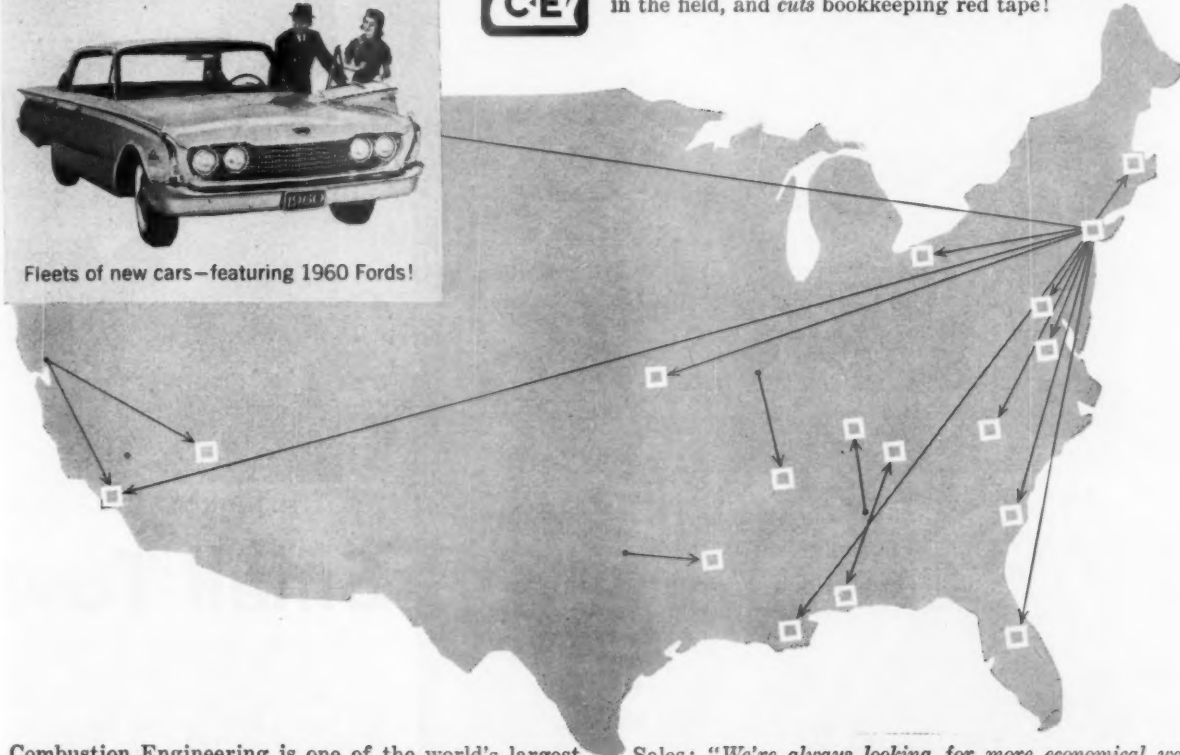 C·E
in the field, and cuts bookkeeping red tape!
1960
Fleets of new cars—featuring 1960 Fords!
Combustion Engineering is one of the world's largest
Sales: "We're always looking for more economical